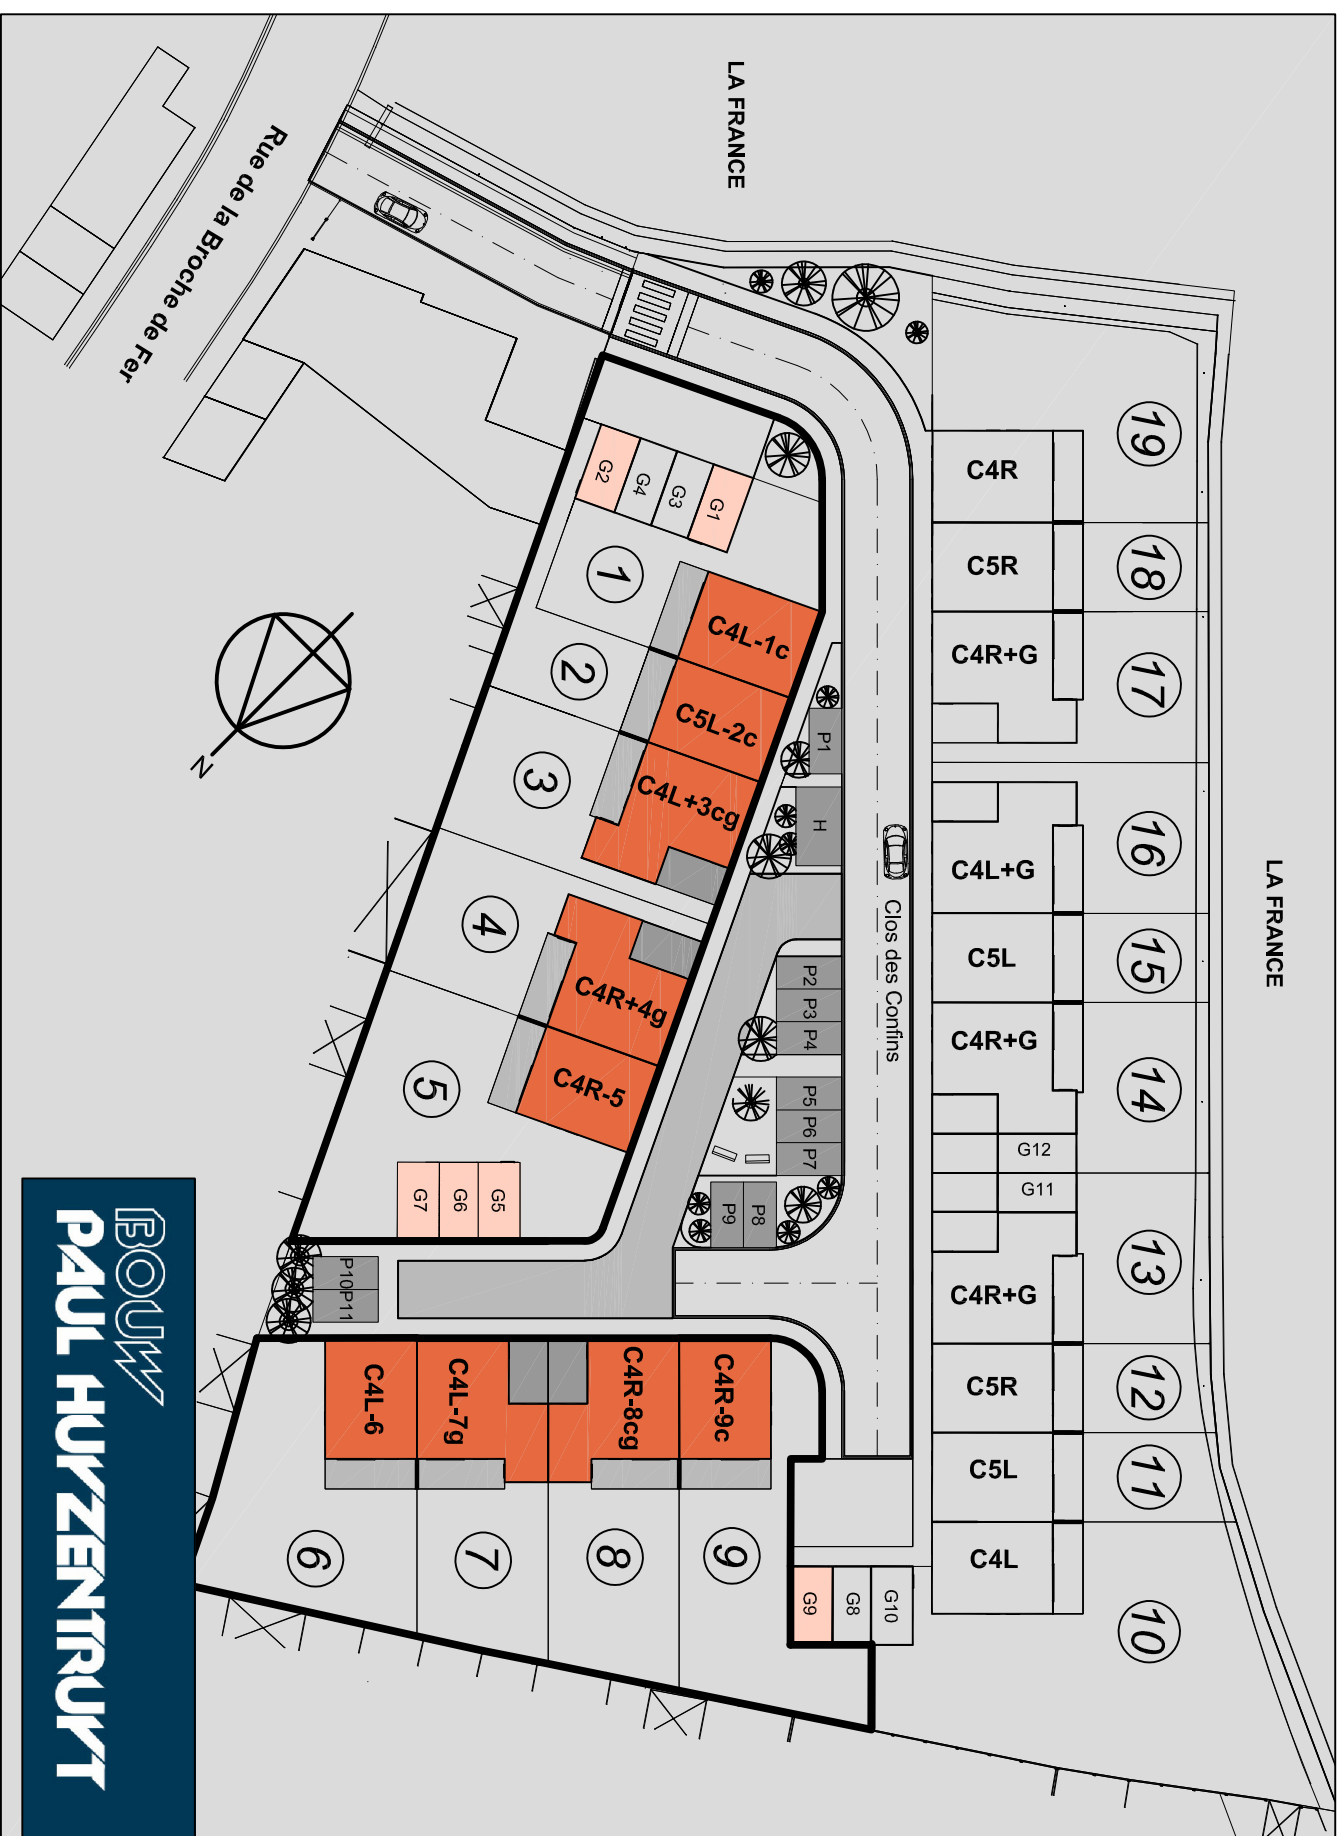 LA FRANCE
Rue de la Broche de Fer
LA FRANCE
Clos des Confins
19
C4R
18
C5R
17
C4R+G
16
C4L+G
15
C5L
14
C4R+G
G12
G11
13
C4R+G
12
C5R
11
C5L
10
C4L
G2
G4
G3
G1
1
C4L-1c
2
C5L-2c
3
C4L+3cg
4
C4R+4g
5
C4R-5
G7
G6
G5
P1
H
P2
P3
P4
P5
P6
P7
P9
P8
P10
P11
C4L-6
C4L-7g
C4R-8cg
C4R-9c
6
7
8
9
G9
G8
G10
N
BOUW
PAUL HUYZENTRUYT